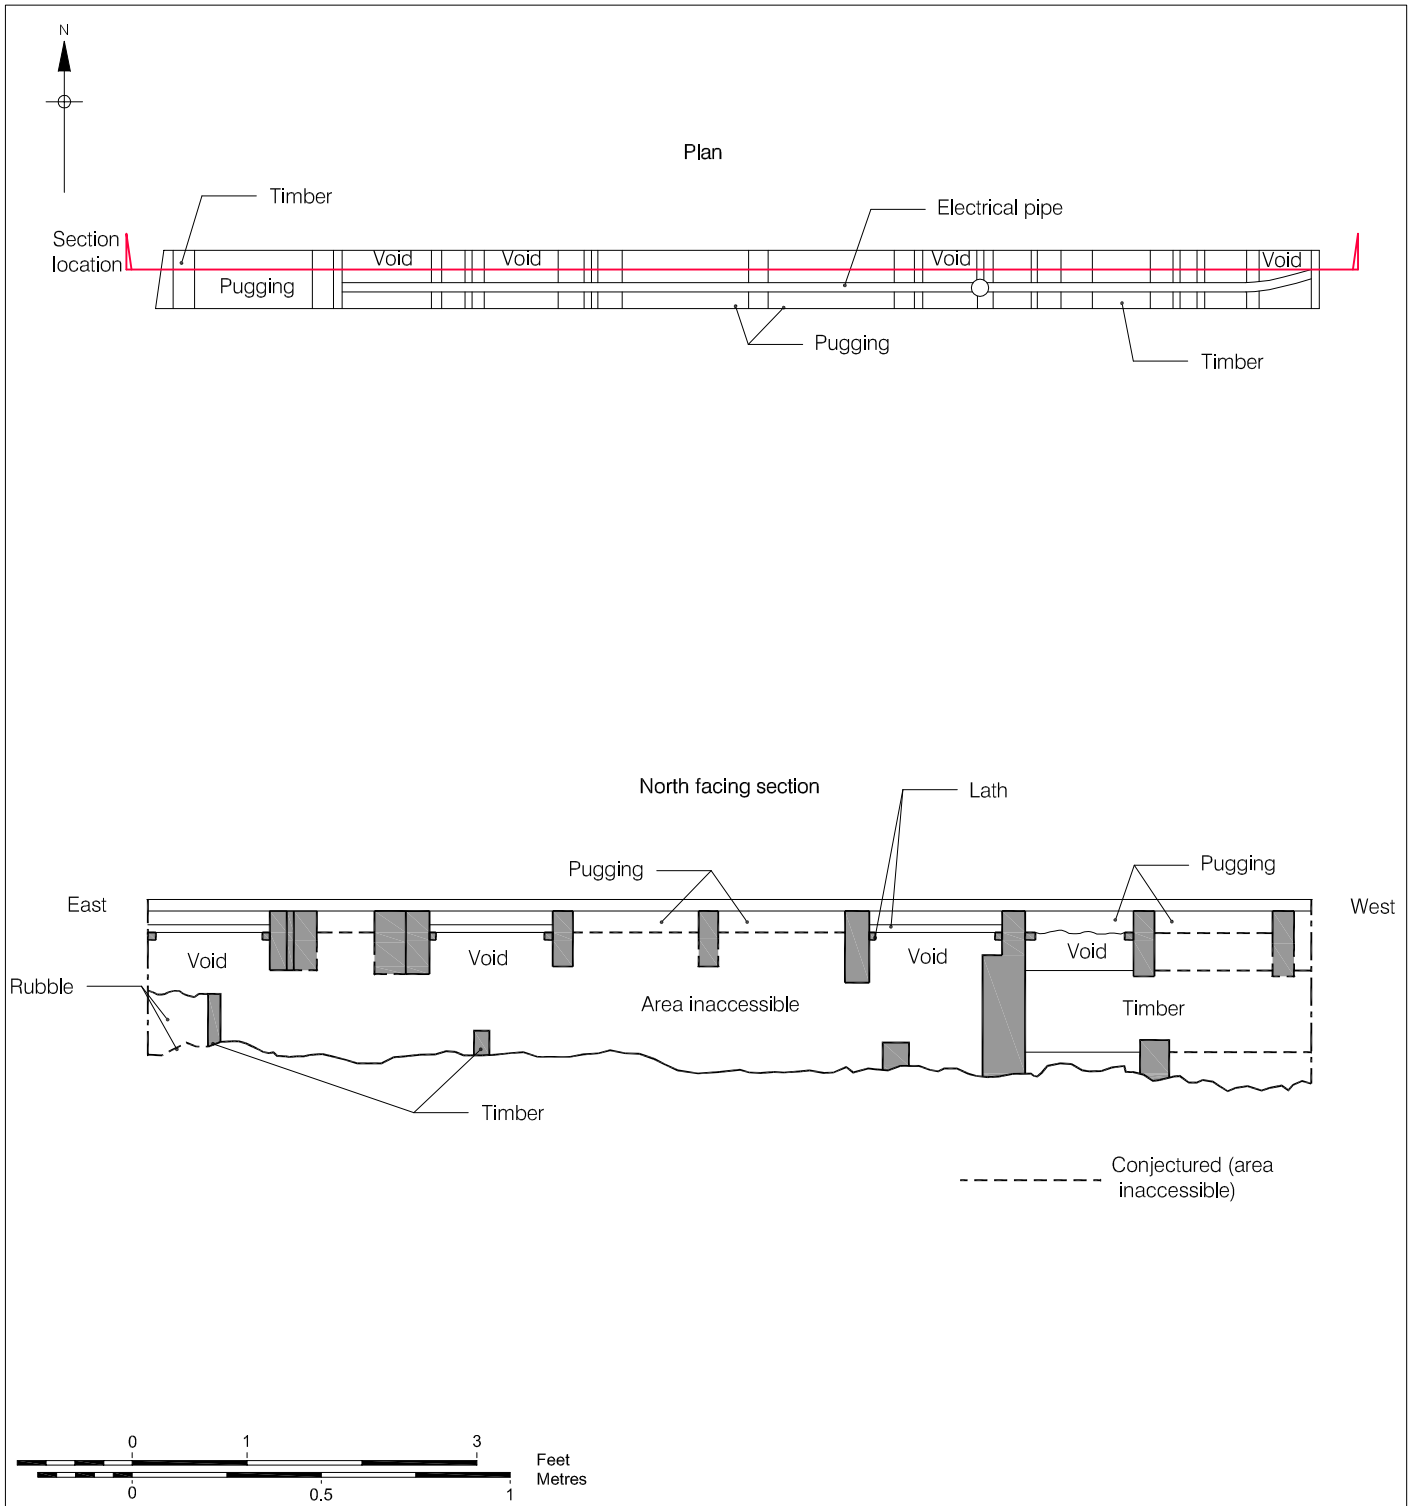 N
Plan
Timber
Electrical pipe
Section
location
Void
Void
Void
Void
Pugging
Pugging
Timber
North facing section
Lath
Pugging
Pugging
East
West
Void
Void
Void
Void
Rubble
Area inaccessible
Timber
Timber
Conjectured (area
inaccessible)
0 1 3
Feet
Metres
0 0.5 1